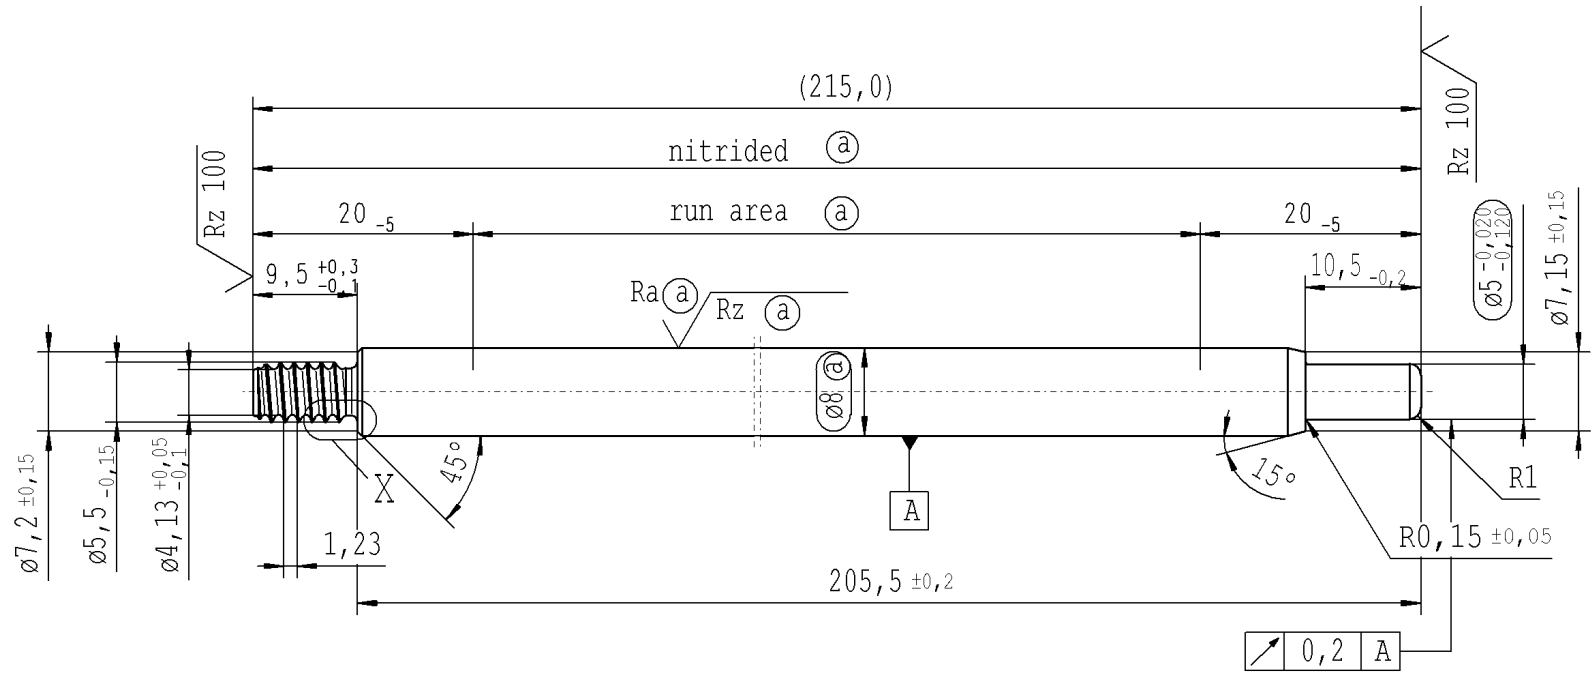 (215,0)
Rz 100
nitrided a
Rz 100
20 -5
run area a
20 -5
9,5 +0,3 -0,1
10,5 -0,2
ø5 -0,020 -0,120
ø7,15 ±0,15
Ra a
Rz a
ø8 a
ø7,2 ±0,15
ø5,5 -0,15
ø4,13 +0,05 -0,1
X
45°
A
15°
R1
1,23
R0,15 ±0,05
205,5 ±0,2
0,2 A